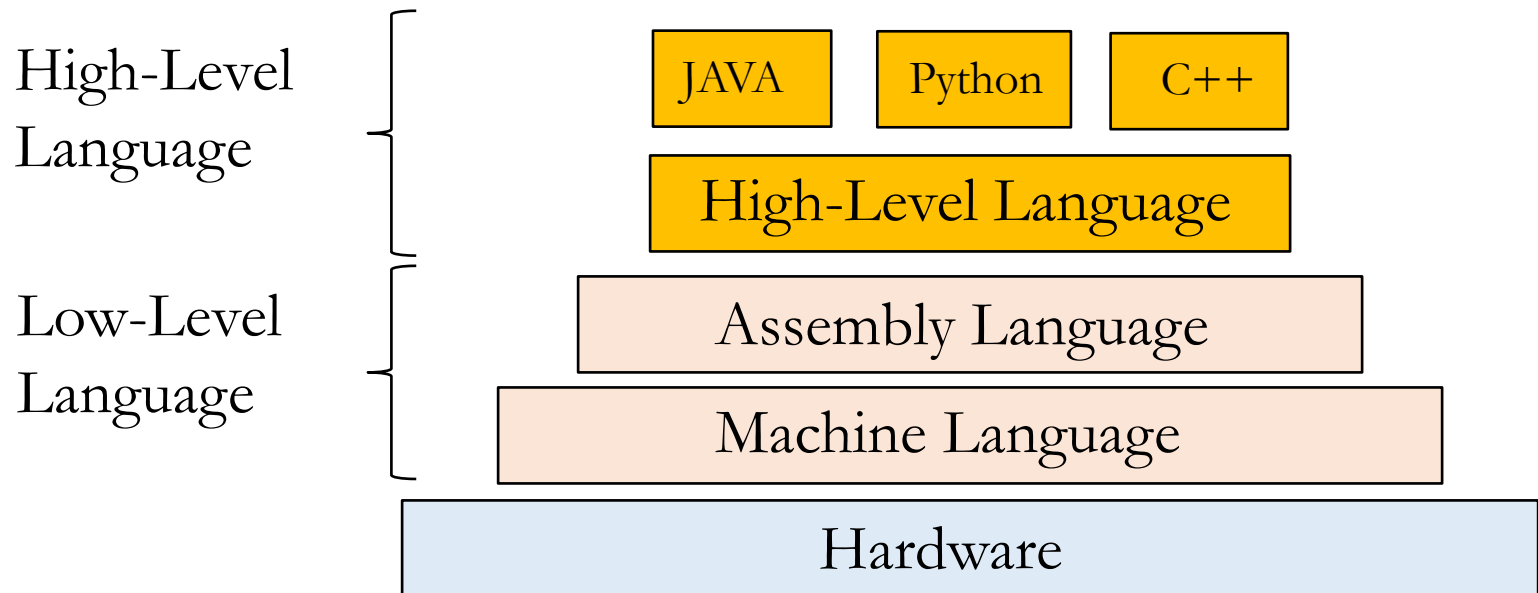 High-Level
Language
JAVA
Python
C++
High-Level Language
Low-Level
Language
Assembly Language
Machine Language
Hardware